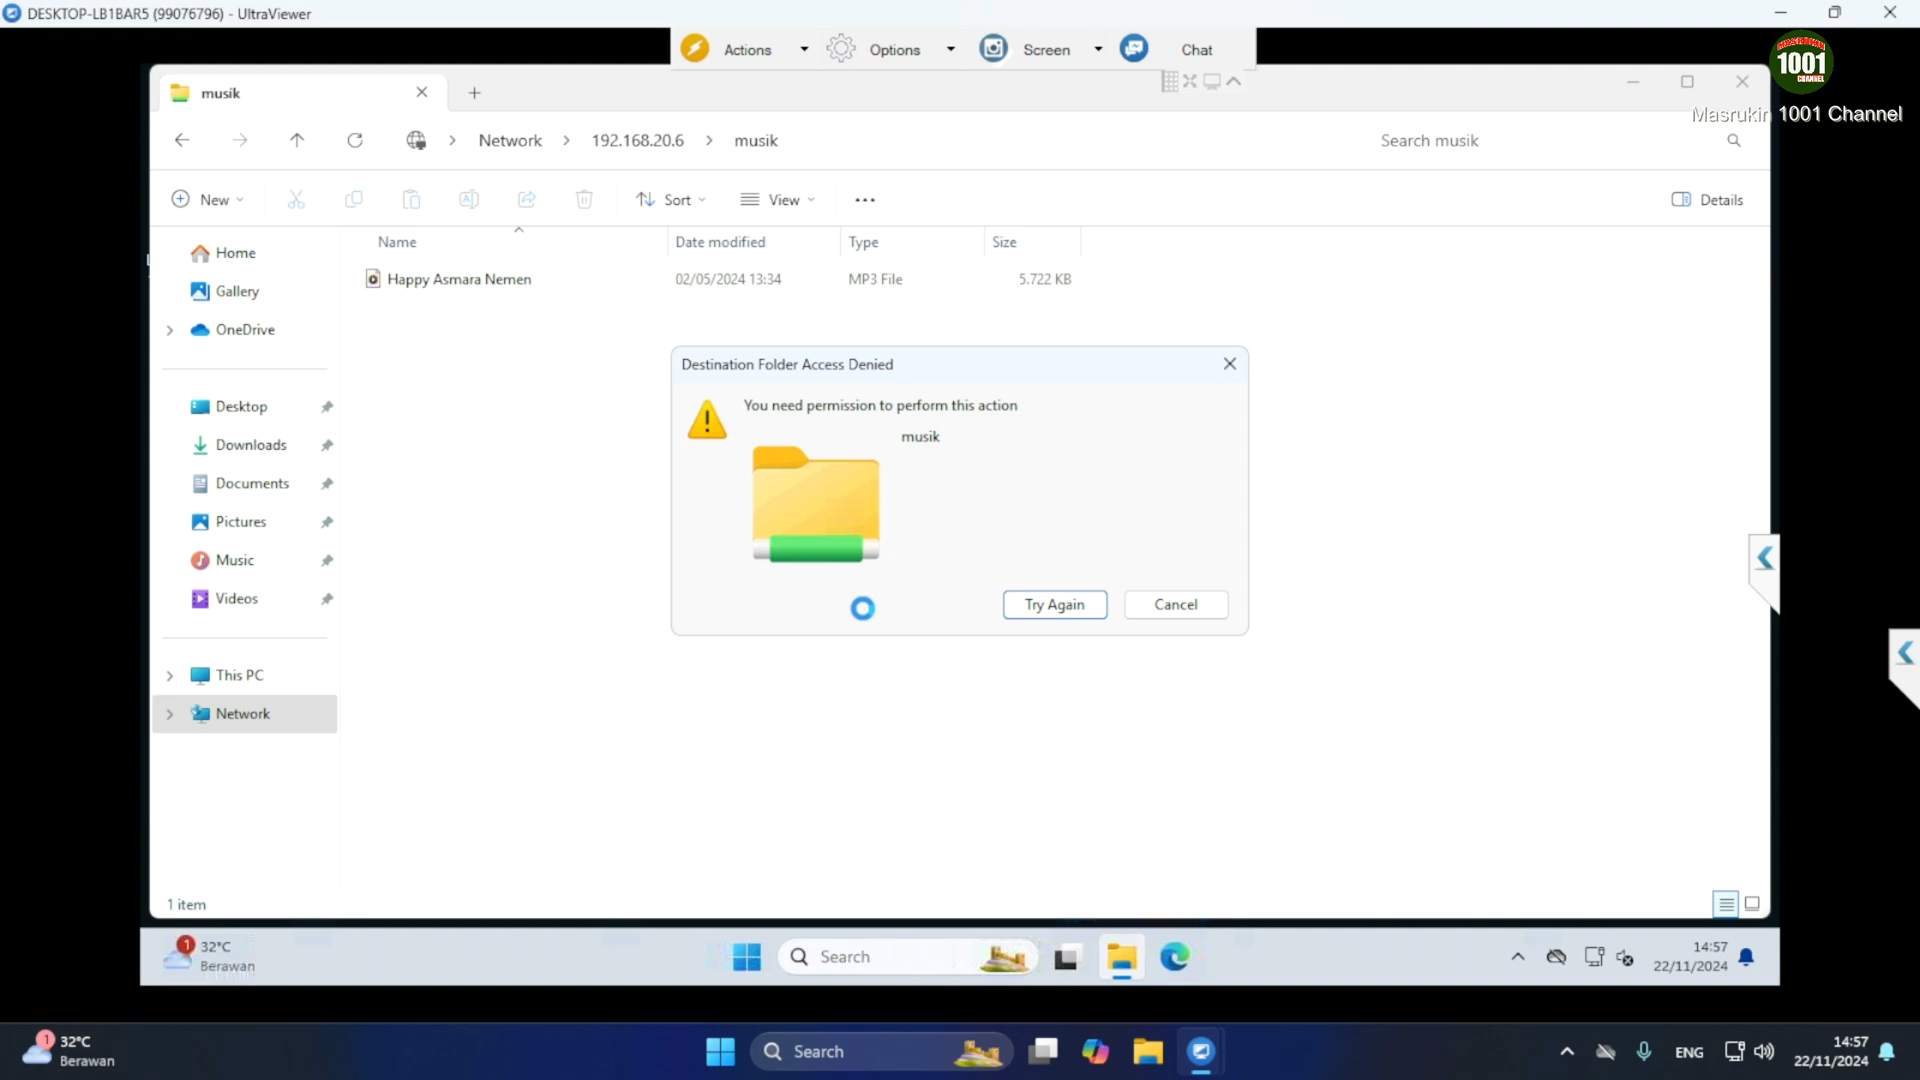 DESKTOP-LB1BAR5 (99076796) - UltraViewer
Actions Options Screen Chat
MASRUKIN
1001
CHANNEL
Masrukin 1001 Channel
musik
Network 192.168.20.6 musik
Search musik
New Sort View Details
Home
Gallery
OneDrive
Desktop
Downloads
Documents
Pictures
Music
Videos
This PC
Network
Name Date modified Type Size
Happy Asmara Nemen 02/05/2024 13:34 MP3 File 5.722 KB
Destination Folder Access Denied
You need permission to perform this action
musik
Try Again Cancel
1 item
1
32°C
Berawan
Search
14:57
22/11/2024
1
32°C
Berawan
Search
ENG
14:57
22/11/2024